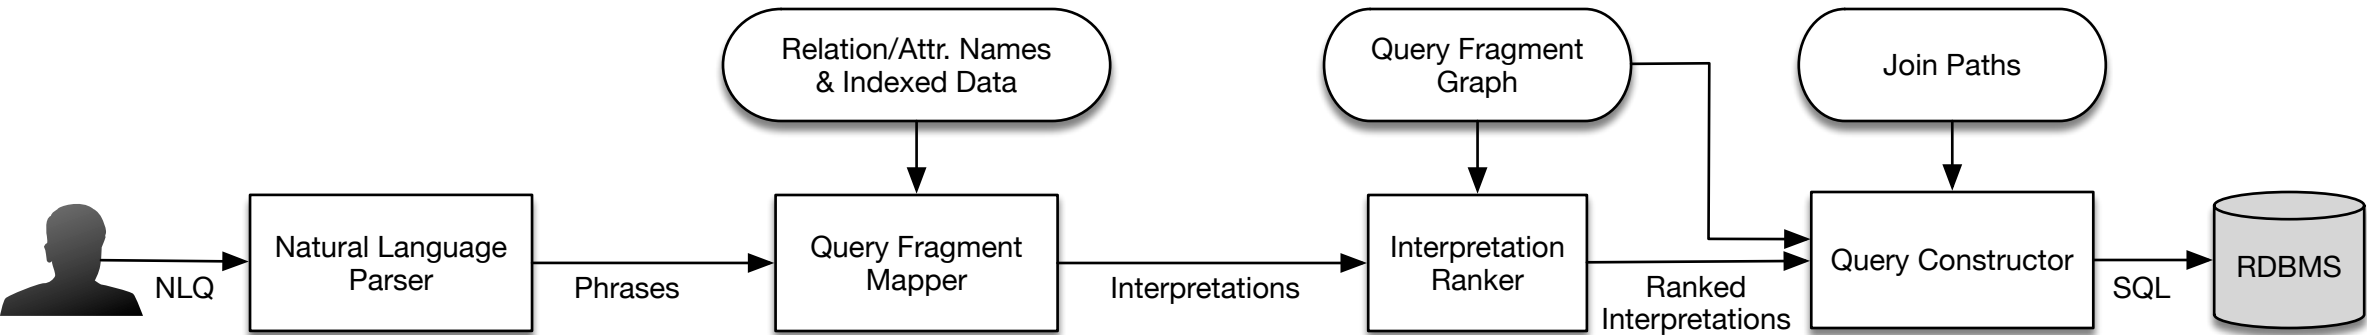 Relation/Attr. Names
& Indexed Data
Query Fragment
Graph
Join Paths
NLQ
Natural Language
Parser
Phrases
Query Fragment
Mapper
Interpretations
Interpretation
Ranker
Ranked
Interpretations
Query Constructor
SQL
RDBMS